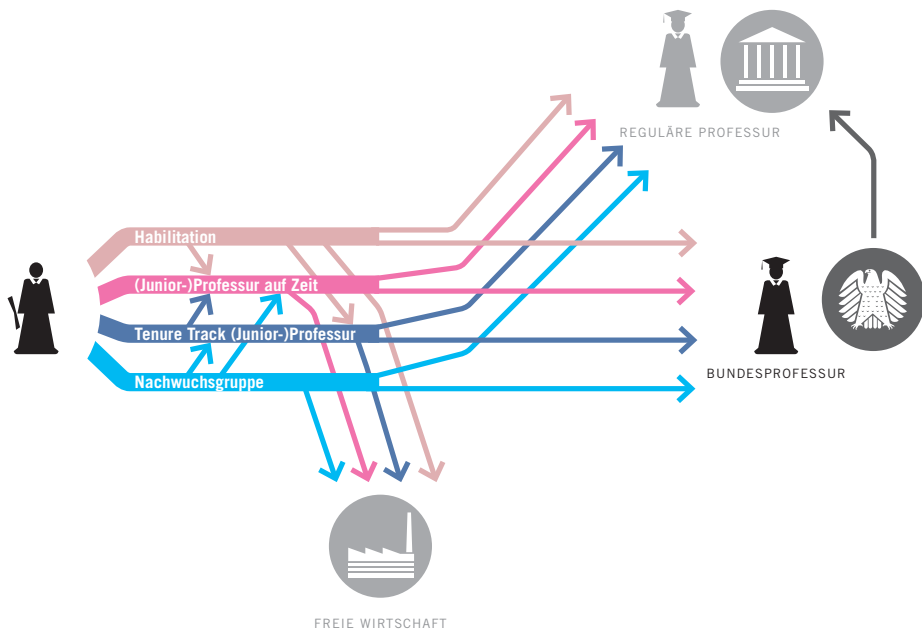 REGULÄRE PROFESSUR
Habilitation
(Junior-)Professur auf Zeit
Tenure Track (Junior-)Professur
Nachwuchsgruppe
BUNDESPROFESSUR
FREIE WIRTSCHAFT